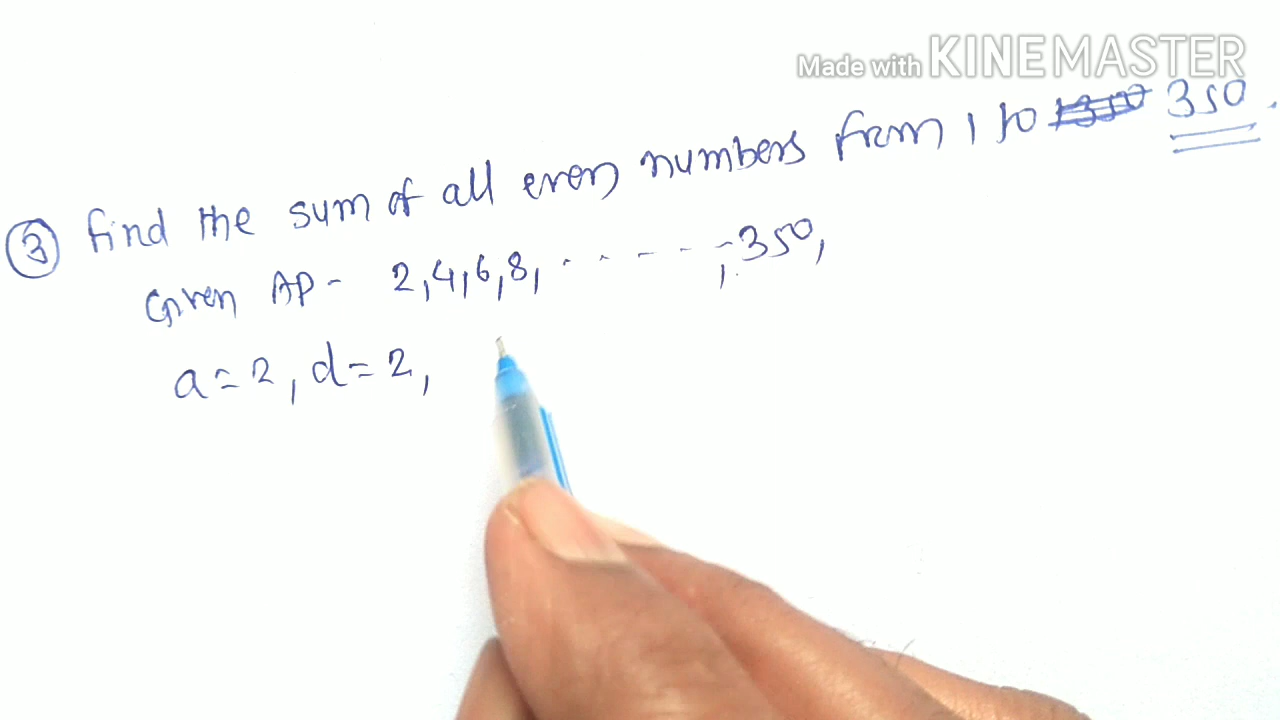 Made with KINEMASTER
③ find the sum of all even numbers from 1 to 350.
Given AP - 2,4,6,8, ......, 350,
a=2, d=2,